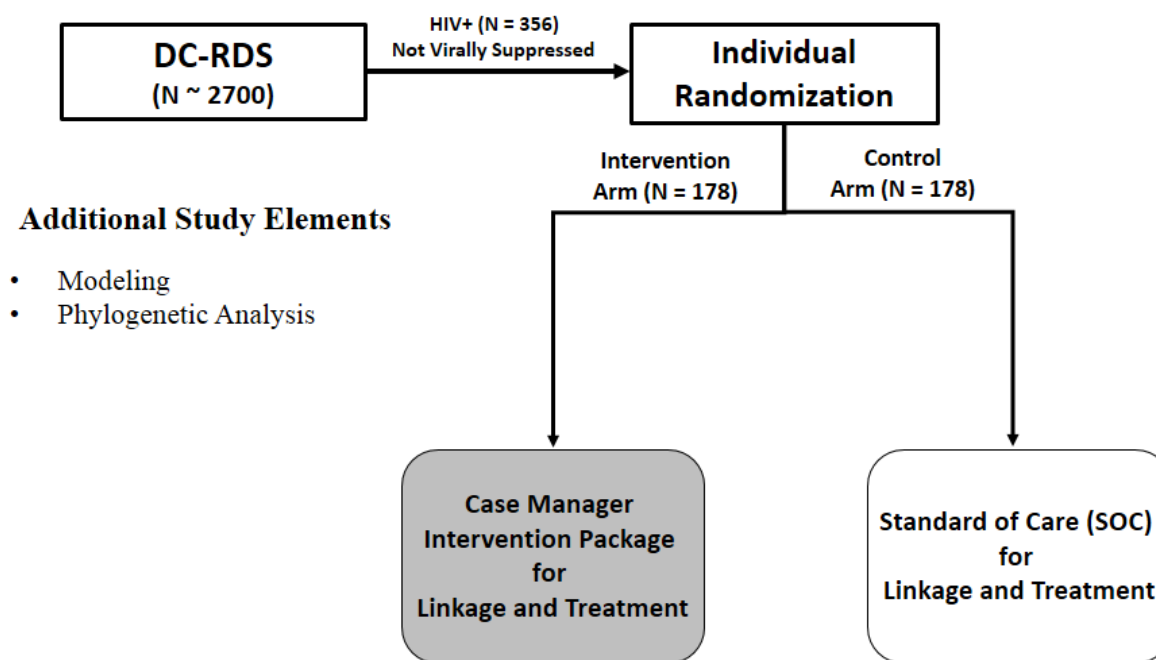 DC-RDS
(N ~ 2700)
HIV+ (N = 356)
Not Virally Suppressed
Individual
Randomization
Intervention
Arm (N = 178)
Control
Arm (N = 178)
Additional Study Elements
• Modeling
• Phylogenetic Analysis
Case Manager
Intervention Package
for
Linkage and Treatment
Standard of Care (SOC)
for
Linkage and Treatment